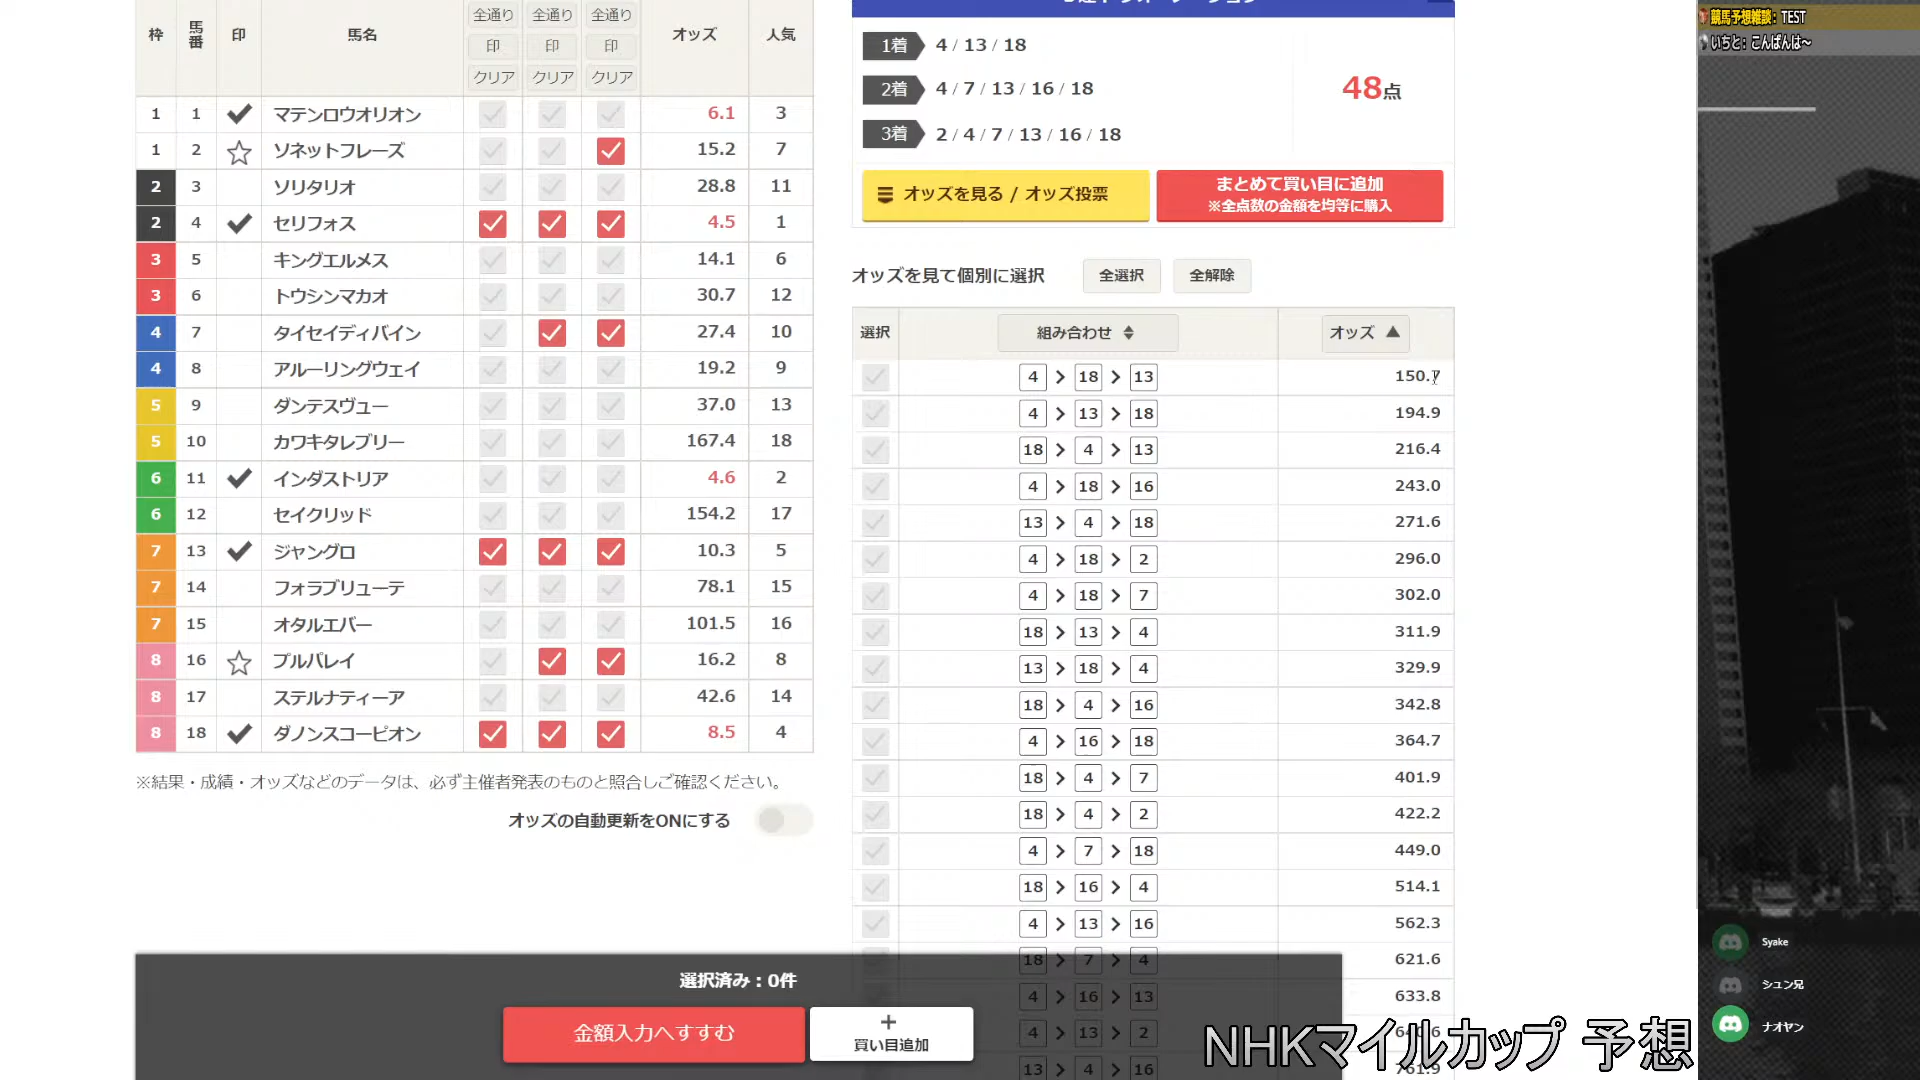 枠 馬番 印 馬名 全通り 全通り 全通り オッズ 人気
印 印 印
クリア クリア クリア
1 1 マテンロウオリオン 6.1 3
1 2 ソネットフレーズ 15.2 7
2 3 ソリタリオ 28.8 11
2 4 セリフォス 4.5 1
3 5 キングエルメス 14.1 6
3 6 トウシンマカオ 30.7 12
4 7 タイセイディバイン 27.4 10
4 8 アルーリングウェイ 19.2 9
5 9 ダンテスヴュー 37.0 13
5 10 カワキタレブリー 167.4 18
6 11 インダストリア 4.6 2
6 12 セイクリッド 154.2 17
7 13 ジャングロ 10.3 5
7 14 フォラブリューテ 78.1 15
7 15 オタルエバー 101.5 16
8 16 プルパレイ 16.2 8
8 17 ステルナティーア 42.6 14
8 18 ダノンスコーピオン 8.5 4
※結果・成績・オッズなどのデータは、必ず主催者発表のものと照合しご確認ください。
オッズの自動更新をONにする
1着 4 / 13 / 18
2着 4 / 7 / 13 / 16 / 18
3着 2 / 4 / 7 / 13 / 16 / 18
48点
オッズを見る / オッズ投票
まとめて買い目に追加
※全点数の金額を均等に購入
オッズを見て個別に選択 全選択 全解除
選択 組み合わせ オッズ
4 18 13 150.7
4 13 18 194.9
18 4 13 216.4
4 18 16 243.0
13 4 18 271.6
4 18 2 296.0
4 18 7 302.0
18 13 4 311.9
13 18 4 329.9
18 4 16 342.8
4 16 18 364.7
18 4 7 401.9
18 4 2 422.2
4 7 18 449.0
18 16 4 514.1
4 13 16 562.3
18 7 4 621.6
4 16 13 633.8
4 13 2
13 4 16 761.9
選択済み:0件
金額入力へすすむ
+
買い目追加
NHKマイルカップ 予想
競馬予想雑談: TEST
いちと: こんばんは～
Syake
シュン兄
ナオヤン